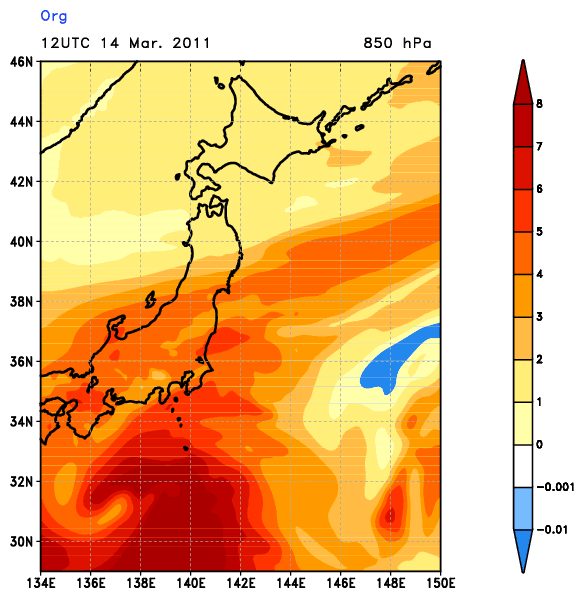 Org
12UTC 14 Mar. 2011 850 hPa
46N
44N
42N
40N
38N
36N
34N
32N
30N
134E 136E 138E 140E 142E 144E 146E 148E 150E
8
7
6
5
4
3
2
1
0
-0.001
-0.01